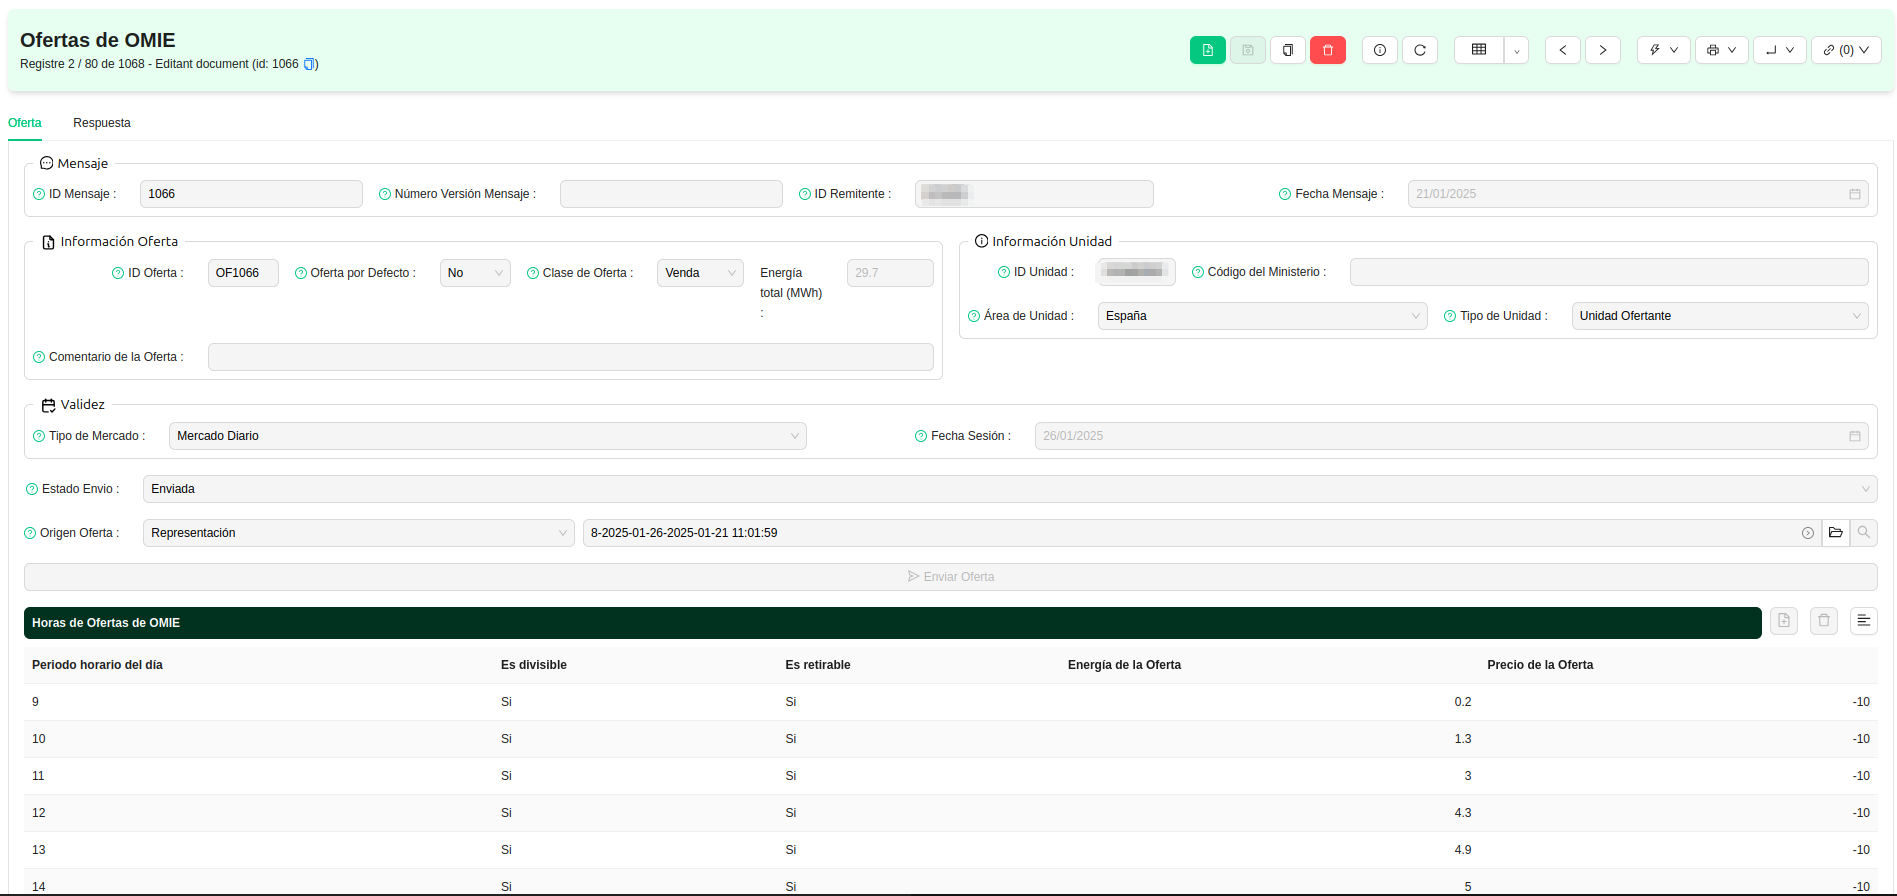 Ofertas de OMIE
Registre 2 / 80 de 1068 - Editant document (id: 1066 )
(0)
Oferta Respuesta
Mensaje
ID Mensaje : 1066 Número Versión Mensaje : ID Remitente : Fecha Mensaje : 21/01/2025
Información Oferta
ID Oferta : OF1066 Oferta por Defecto : No Clase de Oferta : Venda Energía total (MWh) : 29.7
Comentario de la Oferta :
Información Unidad
ID Unidad : Código del Ministerio :
Área de Unidad : España Tipo de Unidad : Unidad Ofertante
Validez
Tipo de Mercado : Mercado Diario Fecha Sesión : 26/01/2025
Estado Envio : Enviada
Origen Oferta : Representación 8-2025-01-26-2025-01-21 11:01:59
Enviar Oferta
Horas de Ofertas de OMIE
Periodo horario del día Es divisible Es retirable Energía de la Oferta Precio de la Oferta
9 Si Si 0.2 -10
10 Si Si 1.3 -10
11 Si Si 3 -10
12 Si Si 4.3 -10
13 Si Si 4.9 -10
14 Si Si 5 -10